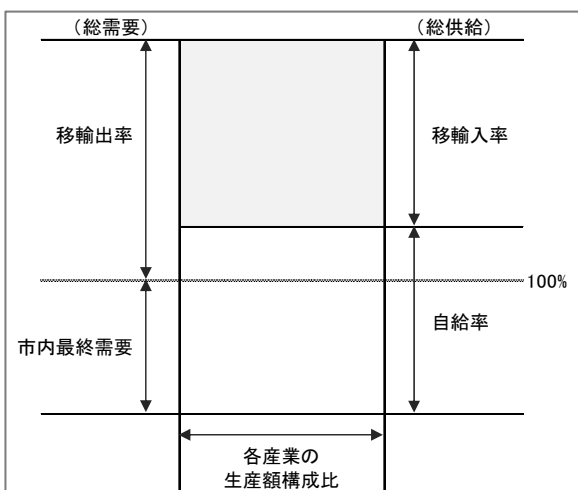 （総需要）
（総供給）
移輸出率
移輸入率
100%
自給率
市内最終需要
各産業の
生産額構成比